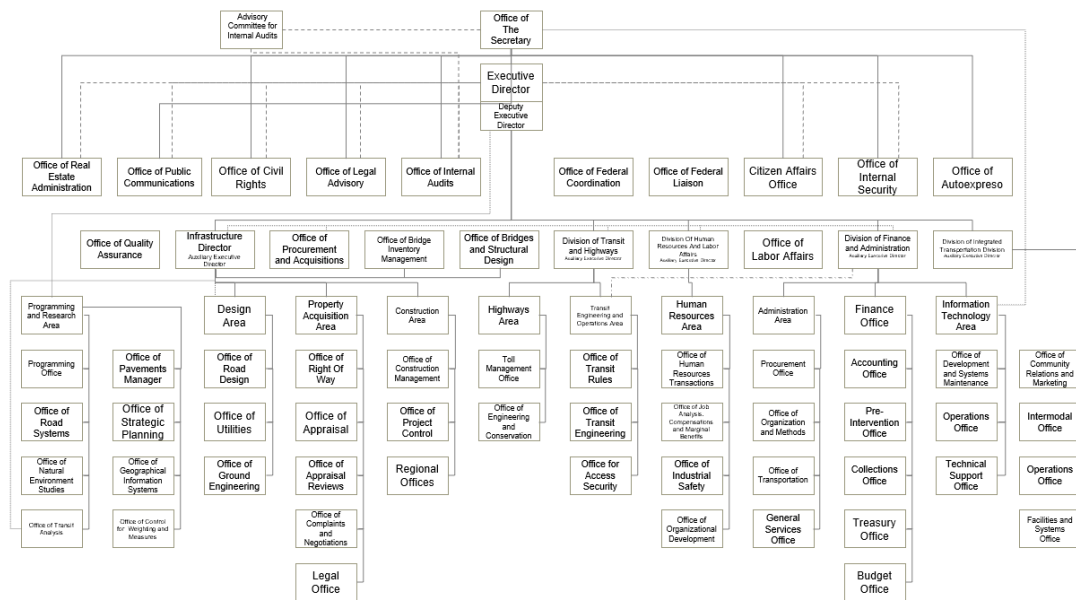 Advisory
Committee for
Internal Audits
Office of
The
Secretary
Executive
Director
Deputy
Executive
Director
Office of Real
Estate
Administration
Office of Public
Communications
Office of Civil
Rights
Office of Legal
Advisory
Office of Internal
Audits
Office of Federal
Coordination
Office of Federal
Liaison
Citizen Affairs
Office
Office of
Internal
Security
Office of
Autoexpreso
Office of Quality
Assurance
Infrastructure
Director
Auxiliary Executive
Director
Office of
Procurement
and Acquisitions
Office of Bridge
Inventory
Management
Office of Bridges
and Structural
Design
Division of Transit
and Highways
Auxiliary Executive Director
Division Of Human
Resources And Labor
Affairs
Auxiliary Executive Director
Office of
Labor Affairs
Division of Finance
and Administration
Auxiliary Executive Director
Division of Integrated
Transportation Division
Auxiliary Executive Director
Programming
and Research
Area
Design
Area
Property
Acquisition
Area
Construction
Area
Highways
Area
Transit
Engineering and
Operations Area
Human
Resources
Area
Administration
Area
Finance
Office
Information
Technology
Area
Programming
Office
Office of
Pavements
Manager
Office of
Road
Design
Office of
Right Of
Way
Office of
Construction
Management
Toll
Management
Office
Office of
Transit
Rules
Office of
Human
Resources
Transactions
Procurement
Office
Accounting
Office
Office of
Development
and Systems
Maintenance
Office of
Community
Relations and
Marketing
Office of
Road
Systems
Office of
Strategic
Planning
Office of
Utilities
Office of
Appraisal
Office of
Project
Control
Office of
Engineering
and
Conservation
Office of
Transit
Engineering
Office of Job
Analysis,
Compensations
and Marginal
Benefits
Office of
Organization
and Methods
Pre-
Intervention
Office
Operations
Office
Intermodal
Office
Office of
Natural
Environment
Studies
Office of
Geographical
Information
Systems
Office of
Ground
Engineering
Office of
Appraisal
Reviews
Regional
Offices
Office for
Access
Security
Office of
Industrial
Safety
Office of
Transportation
Collections
Office
Technical
Support
Office
Operations
Office
Office of Transit
Analysis
Office of Control
for Weighting and
Measures
Office of
Complaints
and
Negotiations
Office of
Organizational
Development
General
Services
Office
Treasury
Office
Facilities and
Systems
Office
Legal
Office
Budget
Office